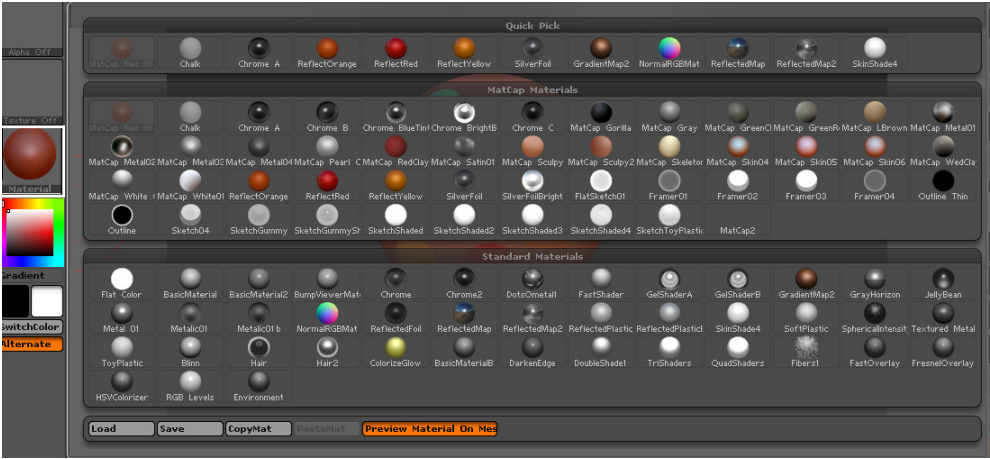 Quick Pick
Alpha Off
MatCap Red W Chalk Chrome A ReflectOrange ReflectRed ReflectYellow SilverFoil GradientMap2 NormalRGBMat ReflectedMap ReflectedMap2 SkinShade4
MatCap Materials
Texture Off
MatCap Red W Chalk Chrome A Chrome B Chrome BlueTint Chrome BrightB Chrome C MatCap Gorilla MatCap Gray MatCap GreenCl MatCap GreenR MatCap LBrown MatCap Metal01
MatCap Metal02 MatCap Metal03 MatCap Metal04 MatCap Pearl C MatCap RedClay MatCap Satin01 MatCap Sculpy MatCap Sculpy2 MatCap Skeletor MatCap Skin04 MatCap Skin05 MatCap Skin06 MatCap WedCla
Material
MatCap White C MatCap White01 ReflectOrange ReflectRed ReflectYellow SilverFoil SilverFoilBright FlatSketch01 Framer01 Framer02 Framer03 Framer04 Outline Thin
Outline Sketch04 SketchGummy SketchGummySh SketchShaded SketchShaded2 SketchShaded3 SketchShaded4 SketchToyPlastic MatCap2
Standard Materials
Gradient
Flat Color BasicMaterial BasicMaterial2 BumpViewerMat Chrome Chrome2 DotsOmetal1 FastShader GelShaderA GelShaderB GradientMap2 GrayHorizon JellyBean
SwitchColor
Metal 01 Metalic01 Metalic01 b NormalRGBMat ReflectedFoil ReflectedMap ReflectedMap2 ReflectedPlastic ReflectedPlasticB SkinShade4 SoftPlastic SphericalIntensit Textured Metal
Alternate
ToyPlastic Blinn Hair Hair2 ColorizeGlow BasicMaterialB DarkenEdge DoubleShade1 TriShaders QuadShaders Fibers1 FastOverlay FresnelOverlay
HSVColorizer RGB Levels Environment
Load Save CopyMat PasteMat Preview Material On Mes